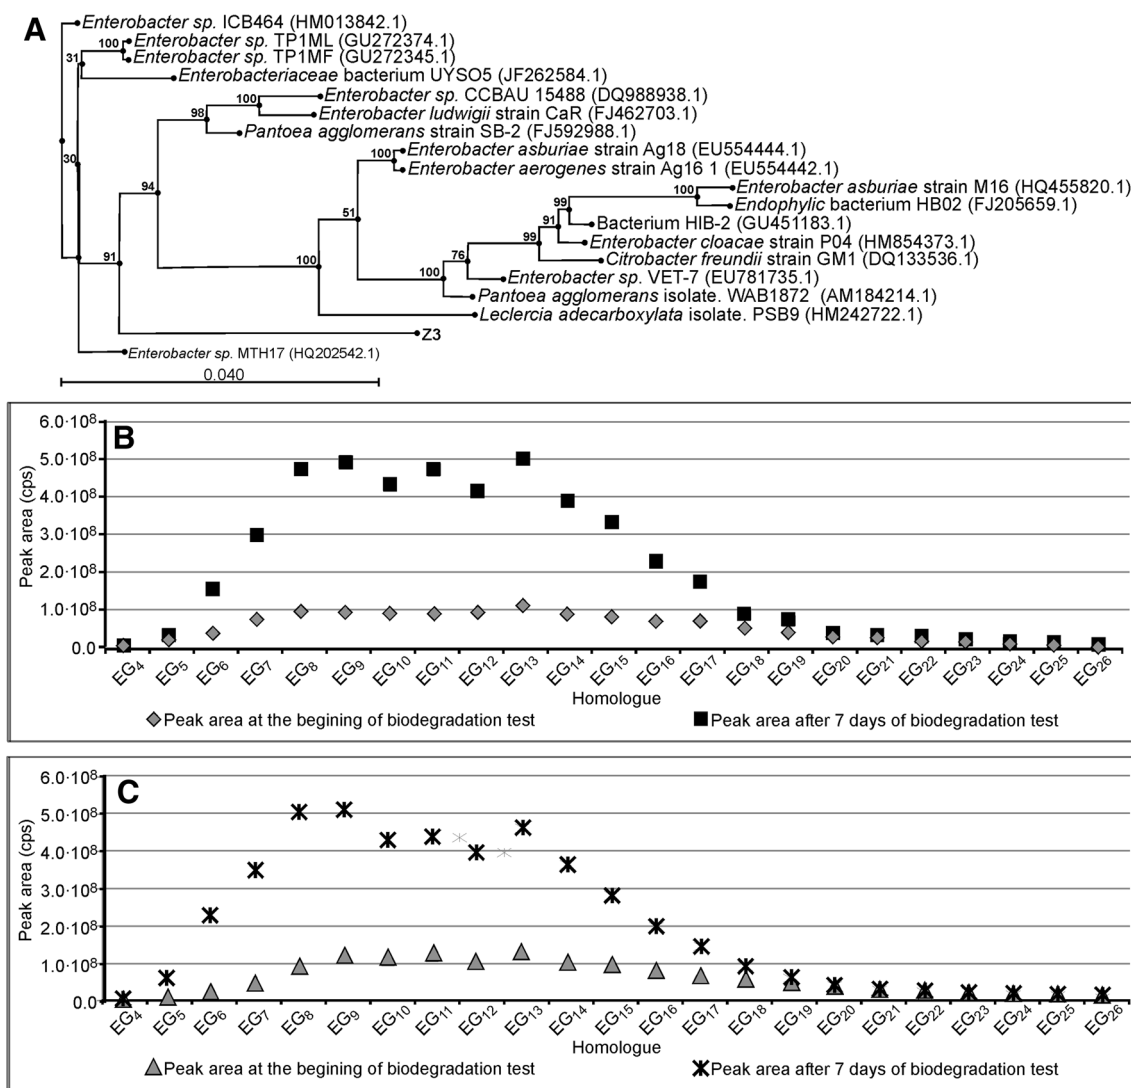 A
Enterobacter sp. ICB464 (HM013842.1)
100 Enterobacter sp. TP1ML (GU272374.1)
31 Enterobacter sp. TP1MF (GU272345.1)
Enterobacteriaceae bacterium UYSO5 (JF262584.1)
100 Enterobacter sp. CCBAU 15488 (DQ988938.1)
98 Enterobacter ludwigii strain CaR (FJ462703.1)
Pantoea agglomerans strain SB-2 (FJ592988.1)
100 Enterobacter asburiae strain Ag18 (EU554444.1)
30 Enterobacter aerogenes strain Ag16 1 (EU554442.1)
94 100 Enterobacter asburiae strain M16 (HQ455820.1)
99 Endophylic bacterium HB02 (FJ205659.1)
51 91 Bacterium HIB-2 (GU451183.1)
99 Enterobacter cloacae strain P04 (HM854373.1)
91 100 76 Citrobacter freundii strain GM1 (DQ133536.1)
100 Enterobacter sp. VET-7 (EU781735.1)
Pantoea agglomerans isolate. WAB1872 (AM184214.1)
Leclercia adecarboxylata isolate. PSB9 (HM242722.1)
Z3
Enterobacter sp. MTH17 (HQ202542.1)
0.040
B
Peak area (cps)
6.0·10⁸
5.0·10⁸
4.0·10⁸
3.0·10⁸
2.0·10⁸
1.0·10⁸
0.0
EG₄ EG₅ EG₆ EG₇ EG₈ EG₉ EG₁₀ EG₁₁ EG₁₂ EG₁₃ EG₁₄ EG₁₅ EG₁₆ EG₁₇ EG₁₈ EG₁₉ EG₂₀ EG₂₁ EG₂₂ EG₂₃ EG₂₄ EG₂₅ EG₂₆
Homologue
Peak area at the begining of biodegradation test Peak area after 7 days of biodegradation test
C
Peak area (cps)
6.0·10⁸
5.0·10⁸
4.0·10⁸
3.0·10⁸
2.0·10⁸
1.0·10⁸
0.0
EG₄ EG₅ EG₆ EG₇ EG₈ EG₉ EG₁₀ EG₁₁ EG₁₂ EG₁₃ EG₁₄ EG₁₅ EG₁₆ EG₁₇ EG₁₈ EG₁₉ EG₂₀ EG₂₁ EG₂₂ EG₂₃ EG₂₄ EG₂₅ EG₂₆
Homologue
Peak area at the begining of biodegradation test Peak area after 7 days of biodegradation test